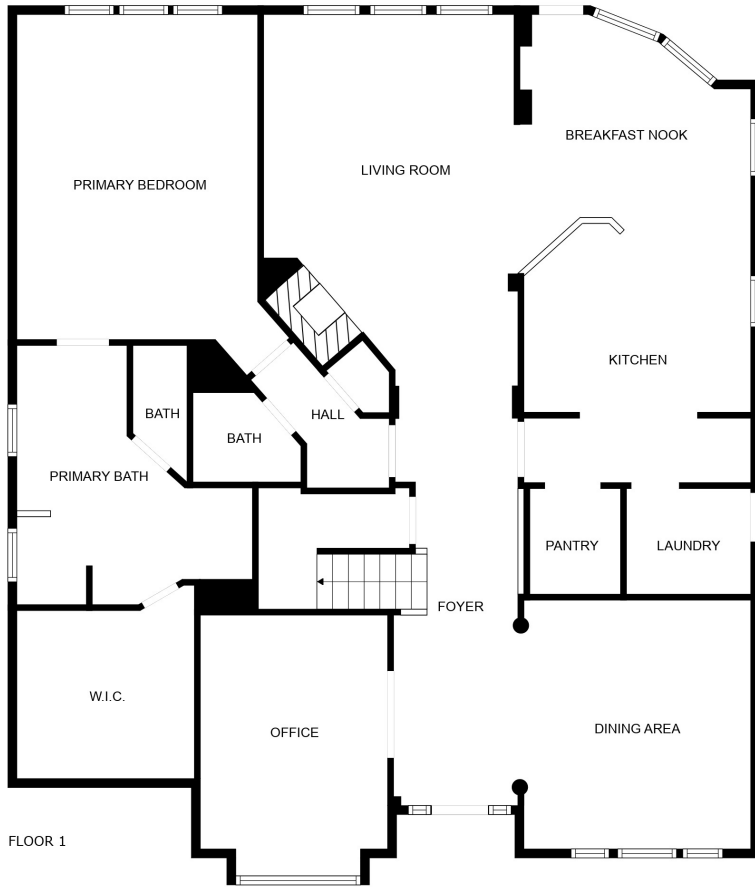 BREAKFAST NOOK
LIVING ROOM
PRIMARY BEDROOM
KITCHEN
BATH
HALL
BATH
PRIMARY BATH
PANTRY
LAUNDRY
FOYER
W.I.C.
OFFICE
DINING AREA
FLOOR 1